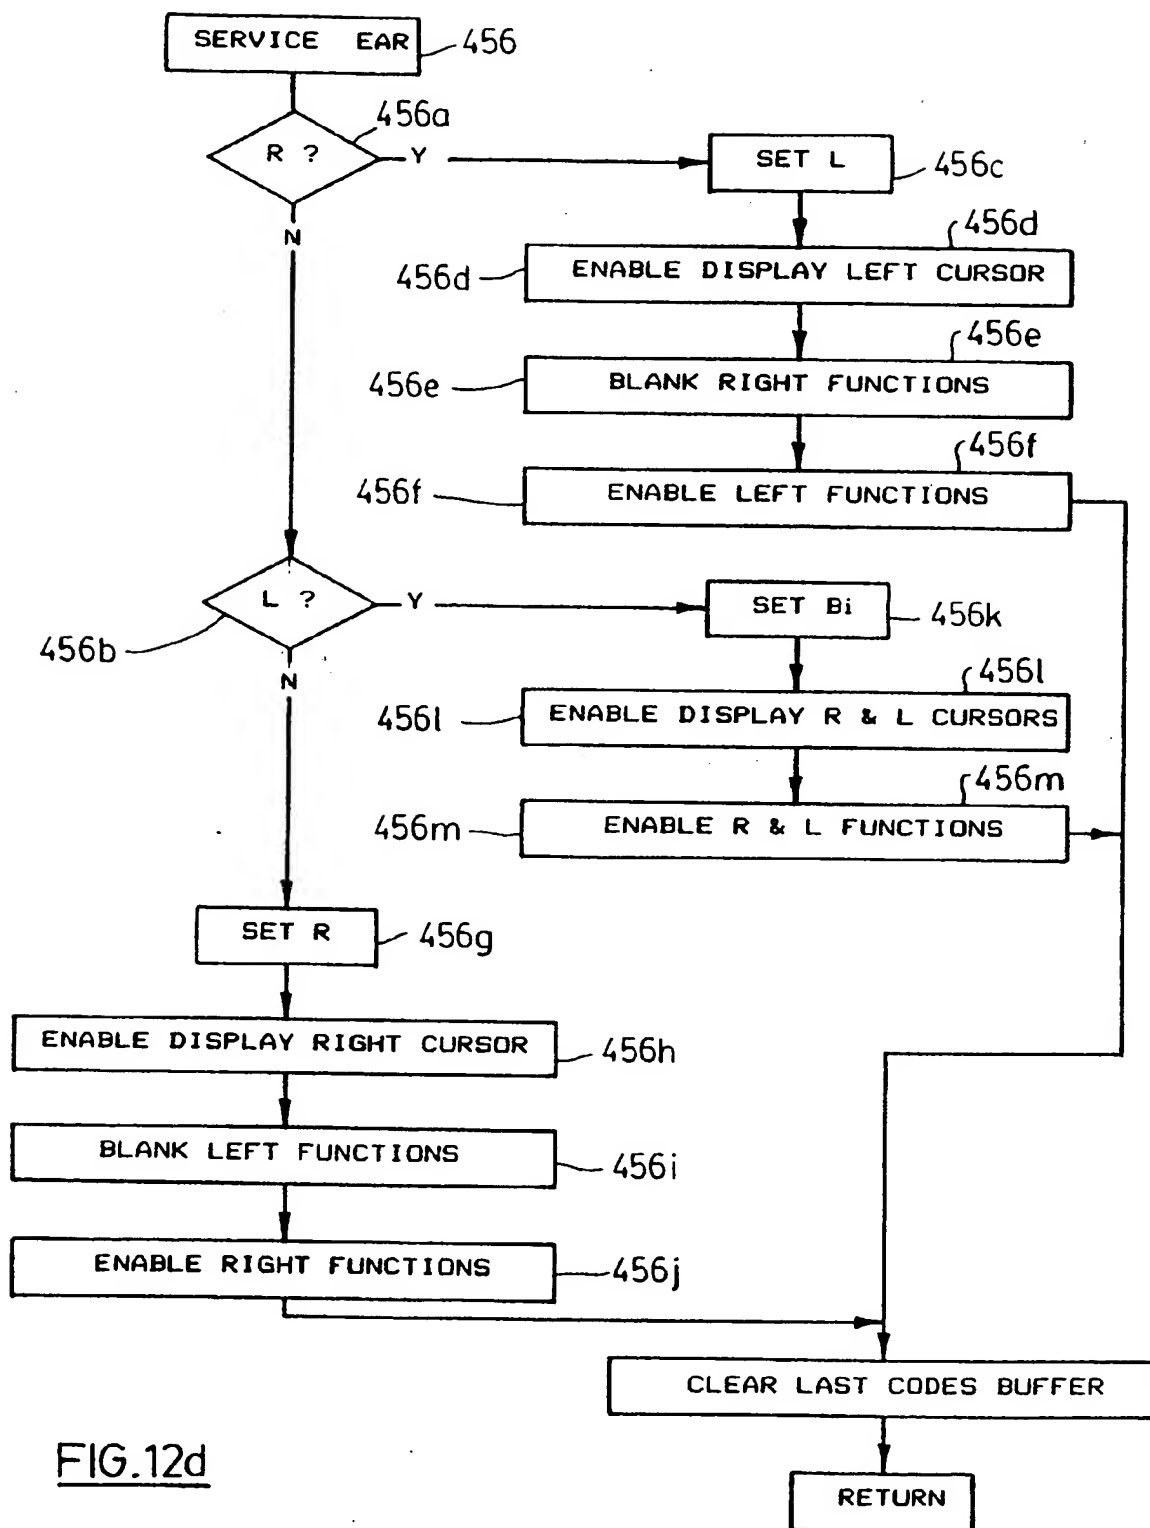 SERVICE EAR
456
456a
R ?
Y
SET L
456c
N
456d
456d
ENABLE DISPLAY LEFT CURSOR
456e
456e
BLANK RIGHT FUNCTIONS
456f
456f
ENABLE LEFT FUNCTIONS
L ?
Y
SET Bi
456k
456b
N
456l
456l
ENABLE DISPLAY R & L CURSORS
456m
456m
ENABLE R & L FUNCTIONS
SET R
456g
ENABLE DISPLAY RIGHT CURSOR
456h
BLANK LEFT FUNCTIONS
456i
ENABLE RIGHT FUNCTIONS
456j
CLEAR LAST CODES BUFFER
FIG.12d
RETURN